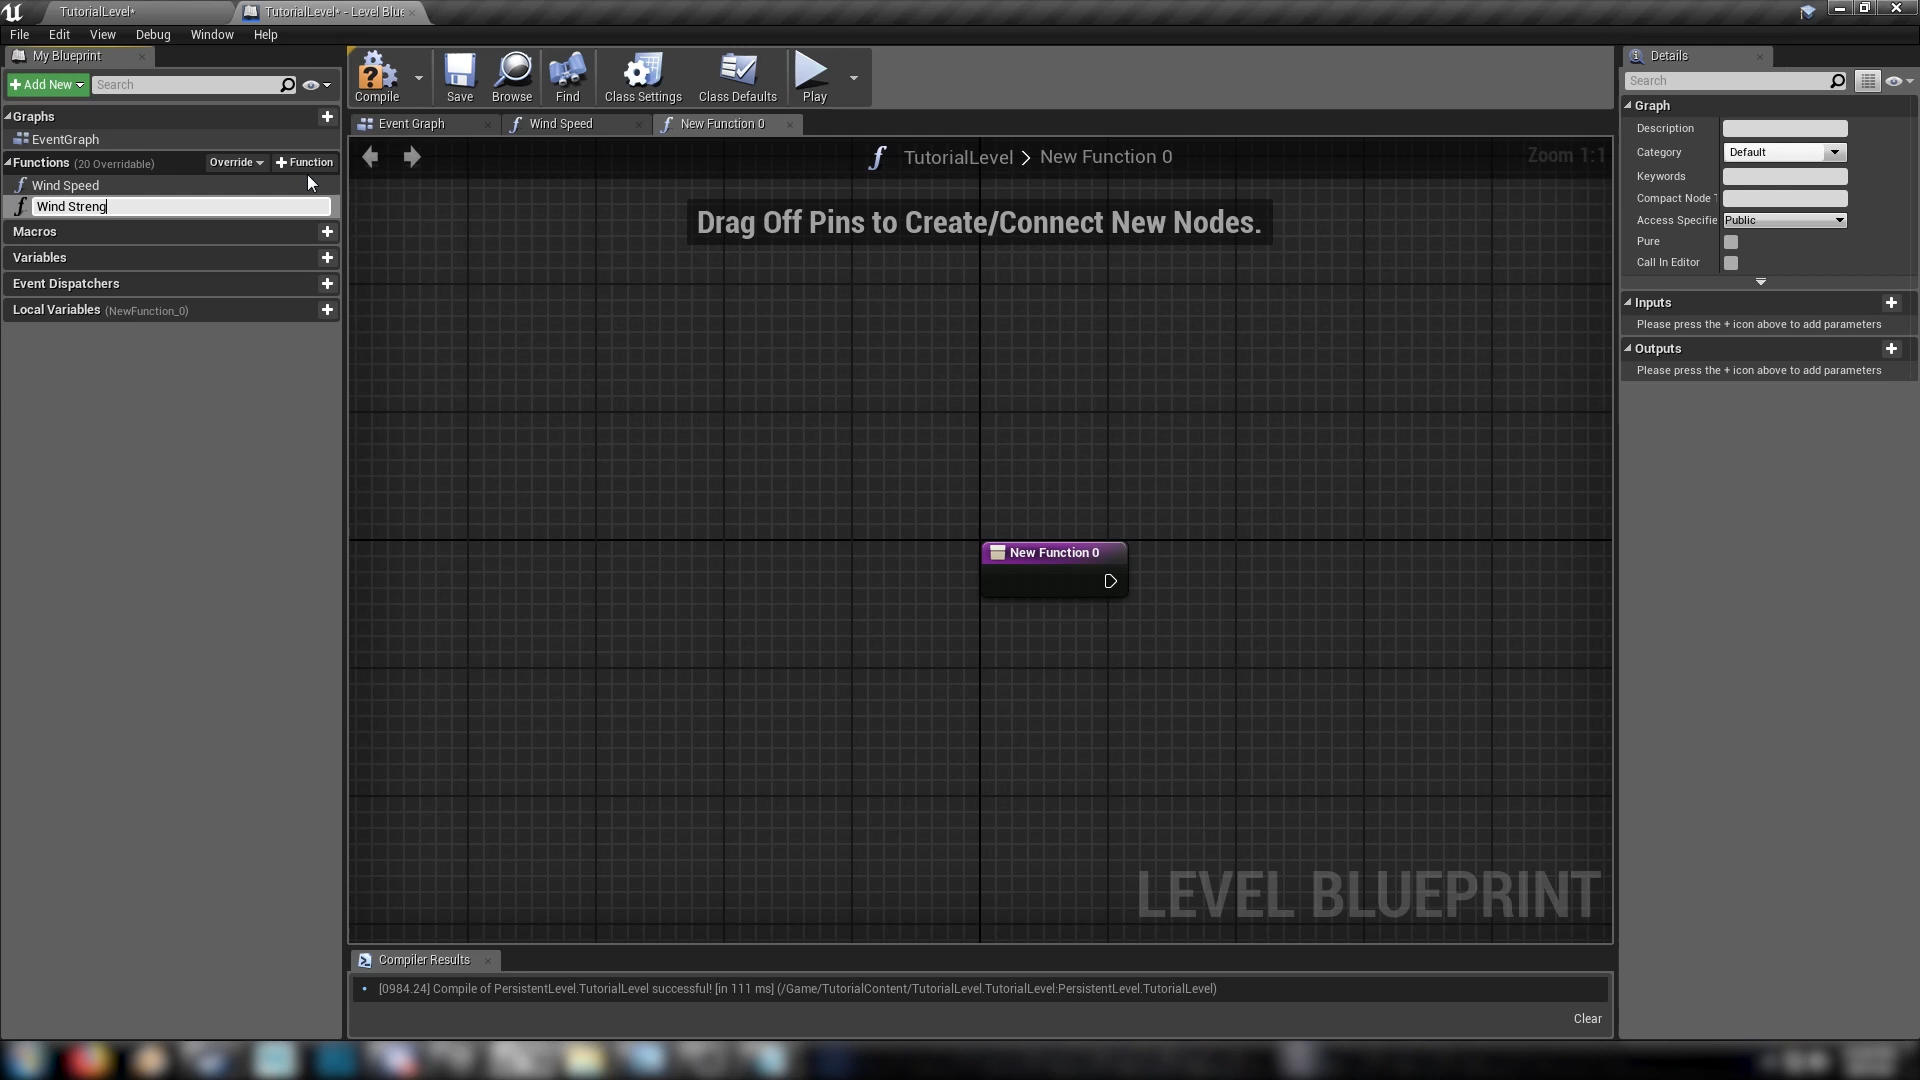 TutorialLevel*
TutorialLevel* - Level Blue
File Edit View Debug Window Help
My Blueprint
Add New
Search
Graphs
EventGraph
Functions (20 Overridable) Override Function
Wind Speed
Wind Streng
Macros
Variables
Event Dispatchers
Local Variables (NewFunction_0)
Compile Save Browse Find Class Settings Class Defaults Play
Event Graph Wind Speed New Function 0
TutorialLevel > New Function 0
Zoom 1:1
Drag Off Pins to Create/Connect New Nodes.
New Function 0
LEVEL BLUEPRINT
Compiler Results
[0984.24] Compile of PersistentLevel.TutorialLevel successful! [in 111 ms] (/Game/TutorialContent/TutorialLevel.TutorialLevel:PersistentLevel.TutorialLevel)
Clear
Details
Search
Graph
Description
Category Default
Keywords
Compact Node T
Access Specifie Public
Pure
Call In Editor
Inputs
Please press the + icon above to add parameters
Outputs
Please press the + icon above to add parameters